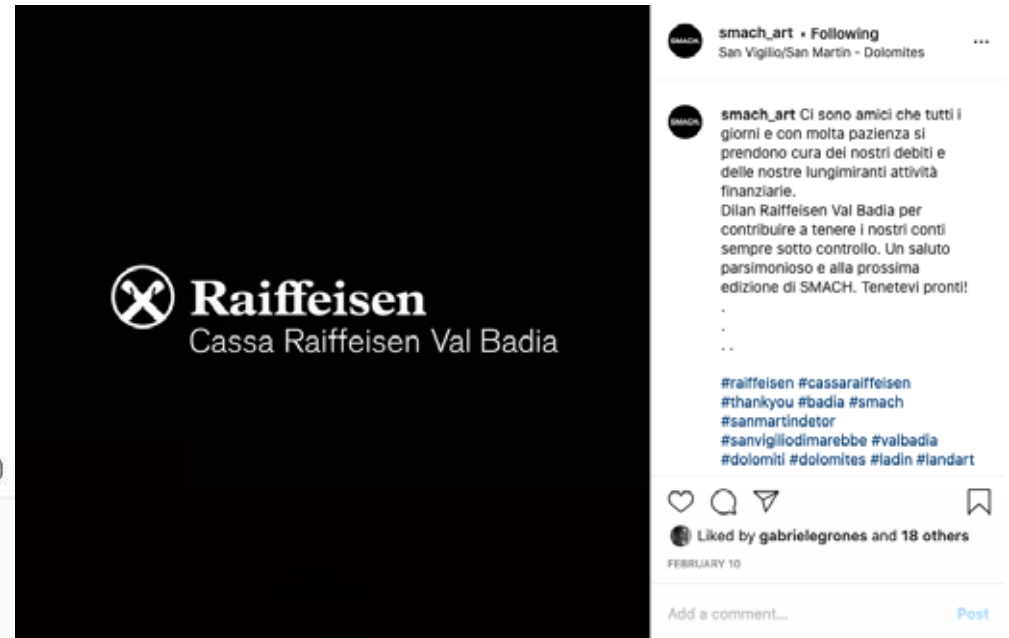 Raiffeisen
Cassa Raiffeisen Val Badia
SMACH.
smach_art • Following
San Vigilio/San Martin - Dolomites
SMACH.
smach_art Ci sono amici che tutti i
giorni e con molta pazienza si
prendono cura dei nostri debiti e
delle nostre lungimiranti attività
finanziarie.
Dilan Raiffeisen Val Badia per
contribuire a tenere i nostri conti
sempre sotto controllo. Un saluto
parsimonioso e alla prossima
edizione di SMACH. Tenetevi pronti!
.
.
. .
#raiffeisen #cassaraiffeisen
#thankyou #badia #smach
#sanmartindetor
#sanvigiliodimarebbe #valbadia
#dolomiti #dolomites #ladin #landart
Liked by gabrielegrones and 18 others
FEBRUARY 10
Add a comment...
Post